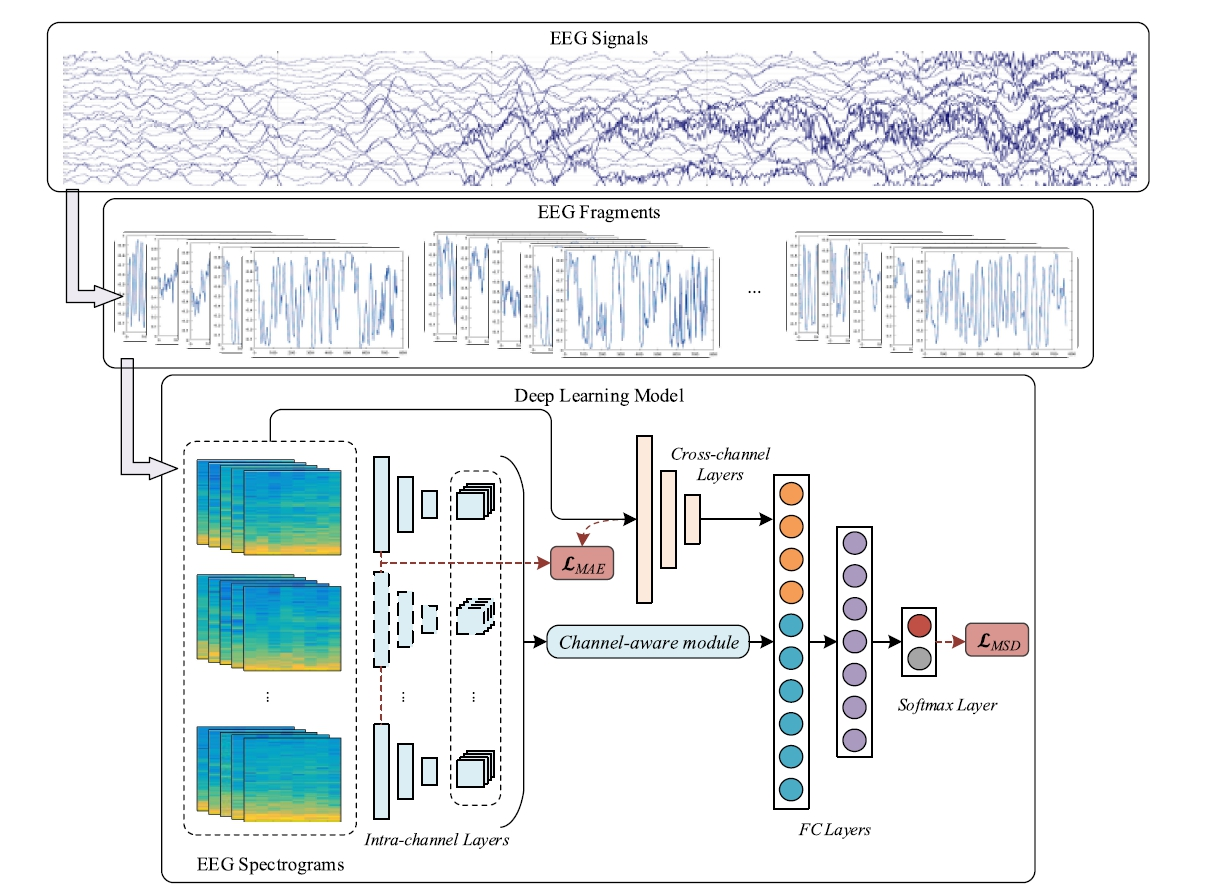 EEG Signals
EEG Fragments
...
Deep Learning Model
Cross-channel
Layers
ℒMAE
Channel-aware module
ℒMSD
Softmax Layer
FC Layers
Intra-channel Layers
EEG Spectrograms